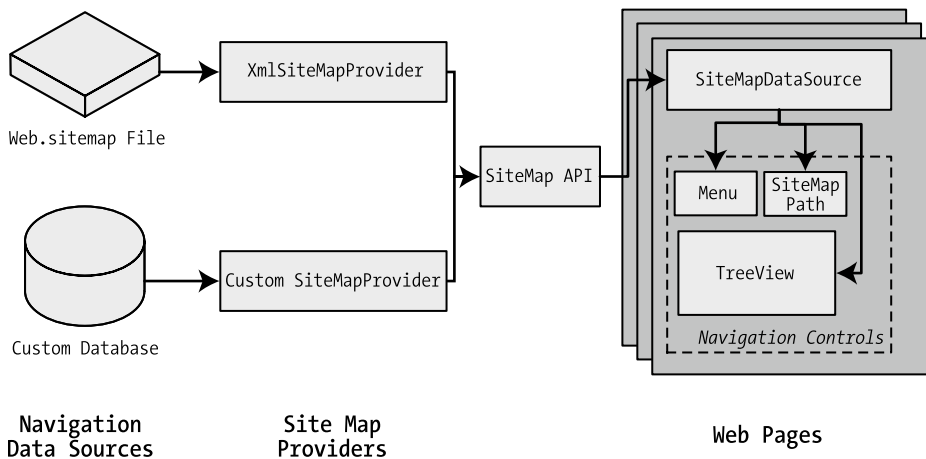 Web.sitemap File
XmlSiteMapProvider
Custom Database
Custom SiteMapProvider
SiteMap API
SiteMapDataSource
Menu
SiteMap
Path
TreeView
Navigation Controls
Navigation
Data Sources
Site Map
Providers
Web Pages